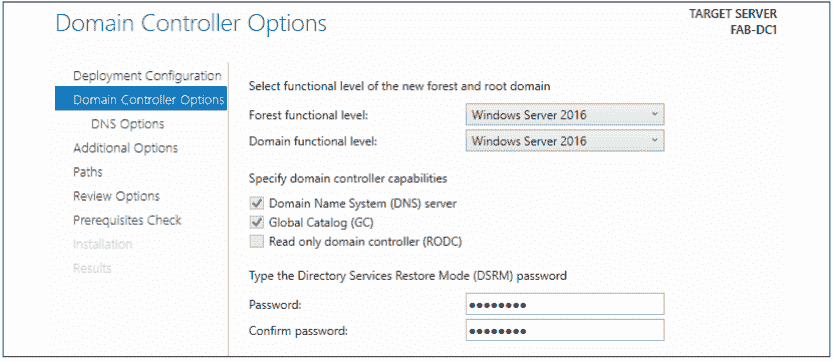 Domain Controller Options
TARGET SERVER
FAB-DC1
Deployment Configuration
Domain Controller Options
DNS Options
Additional Options
Paths
Review Options
Prerequisites Check
Installation
Results
Select functional level of the new forest and root domain
Forest functional level:
Windows Server 2016
Domain functional level:
Windows Server 2016
Specify domain controller capabilities
Domain Name System (DNS) server
Global Catalog (GC)
Read only domain controller (RODC)
Type the Directory Services Restore Mode (DSRM) password
Password:
••••••••
Confirm password:
••••••••